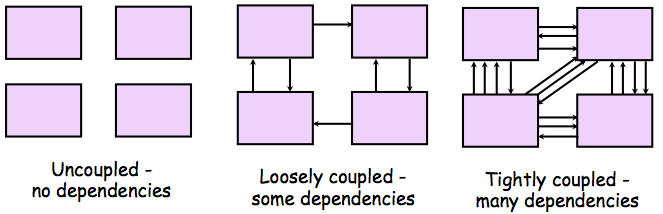 Uncoupled -
no dependencies
Loosely coupled -
some dependencies
Tightly coupled -
many dependencies